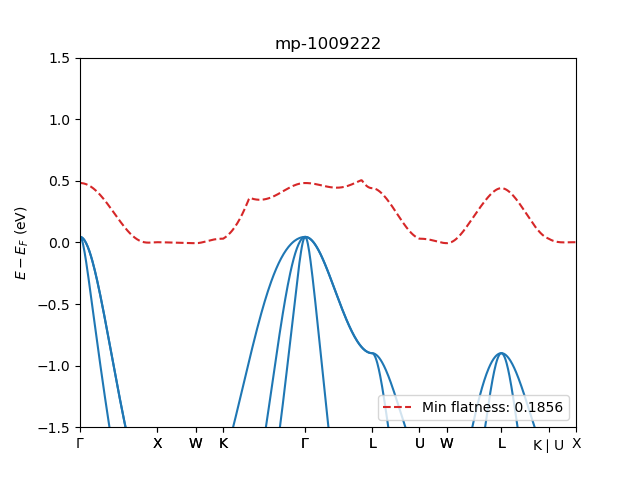 mp-1009222
E − E_F (eV)
1.5
1.0
0.5
0.0
−0.5
−1.0
−1.5
Min flatness: 0.1856
Γ X W K Γ L U W L K | U X